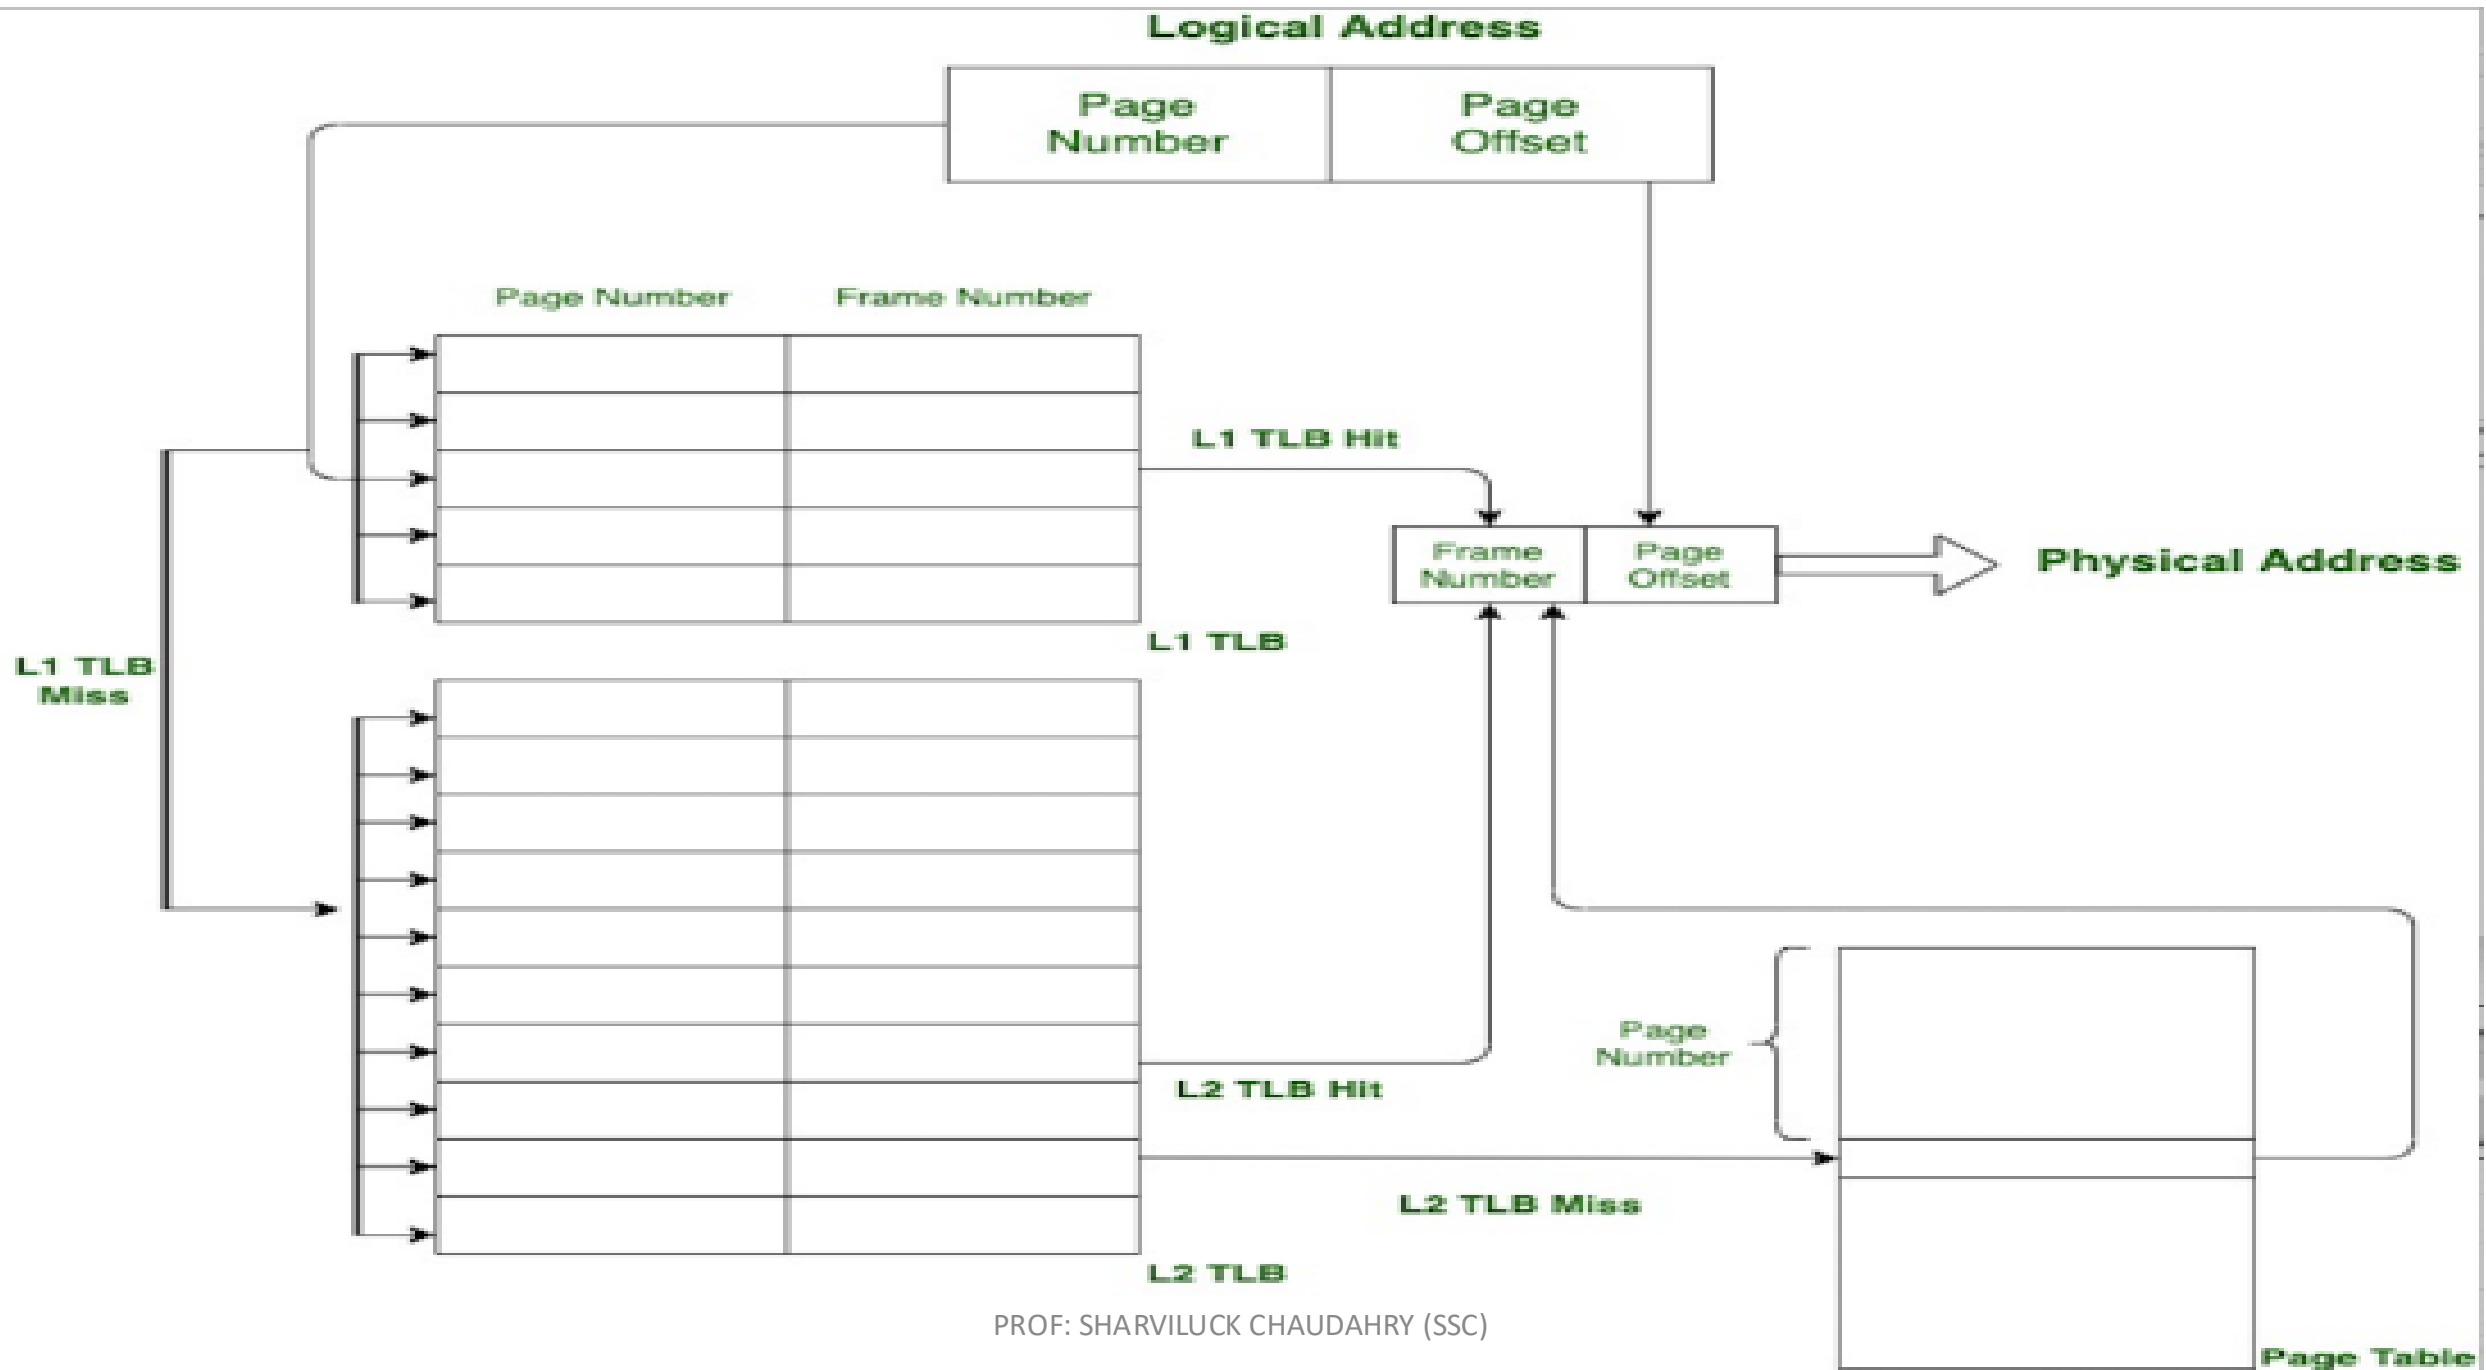 Logical Address
Page
Number
Page
Offset
Page Number
Frame Number
L1 TLB Hit
Frame
Number
Page
Offset
Physical Address
L1 TLB
L1 TLB
Miss
Page
Number
L2 TLB Hit
L2 TLB Miss
L2 TLB
PROF: SHARVILUCK CHAUDAHRY (SSC)
Page Table